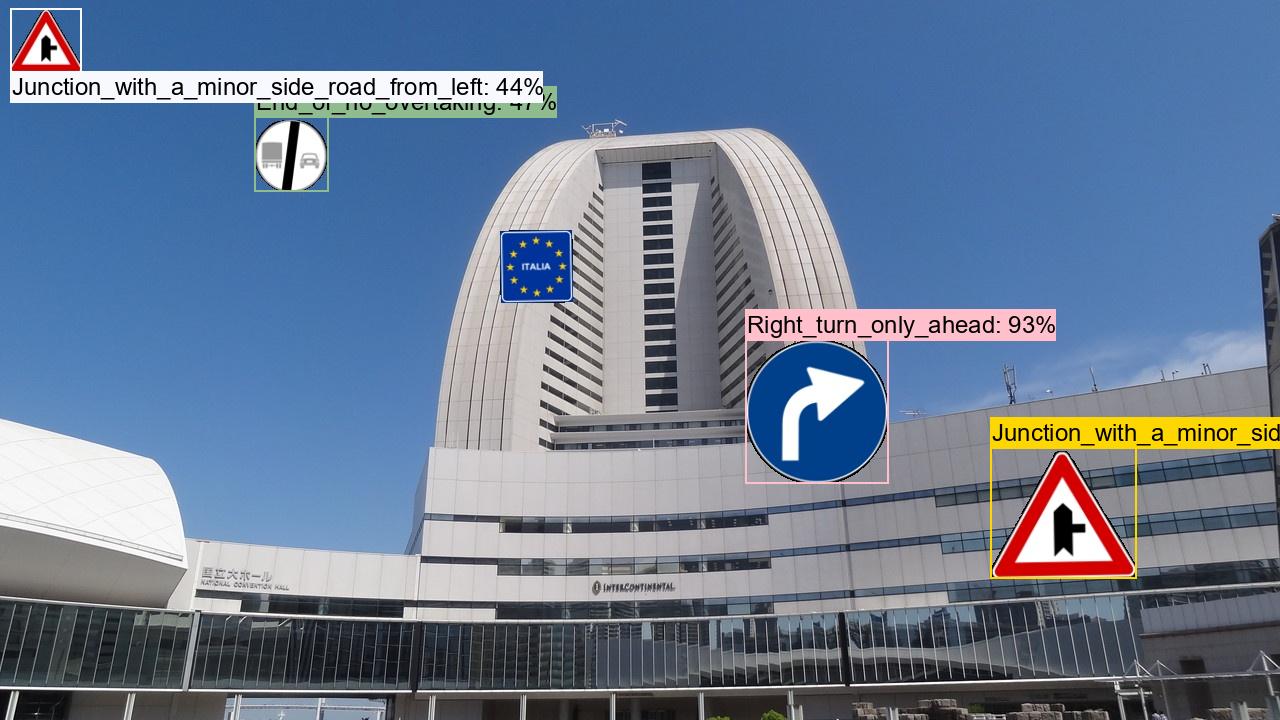 Junction_with_a_minor_side_road_from_left: 44%
End_of_no_overtaking: 47%
ITALIA
Right_turn_only_ahead: 93%
Junction_with_a_minor_sid
国立大ホール
NATIONAL CONVENTION HALL
INTERCONTINENTAL